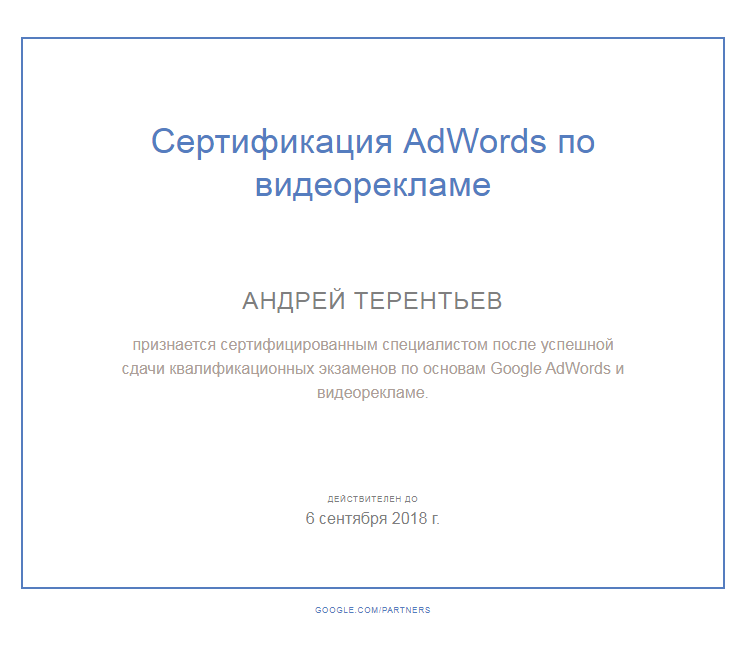 Сертификация AdWords по
видеорекламе
АНДРЕЙ ТЕРЕНТЬЕВ
признается сертифицированным специалистом после успешной
сдачи квалификационных экзаменов по основам Google AdWords и
видеорекламе.
ДЕЙСТВИТЕЛЕН ДО
6 сентября 2018 г.
GOOGLE.COM/PARTNERS